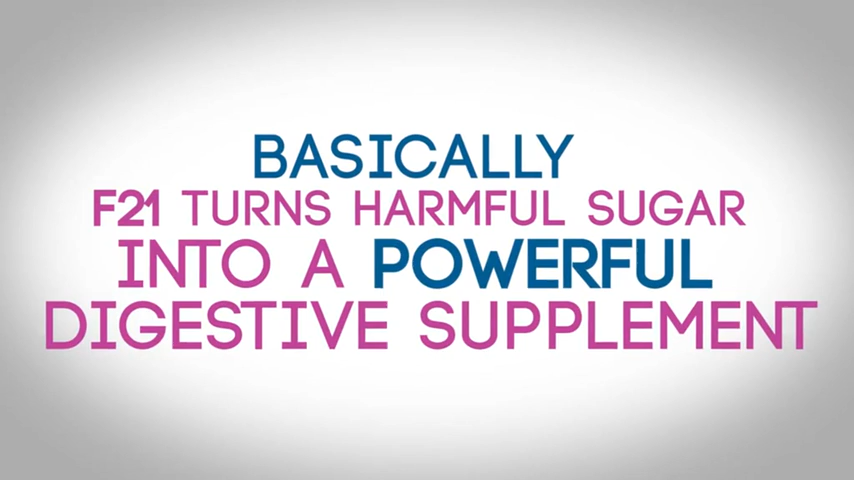 BASICALLY
F21 TURNS HARMFUL SUGAR
INTO A POWERFUL
DIGESTIVE SUPPLEMENT